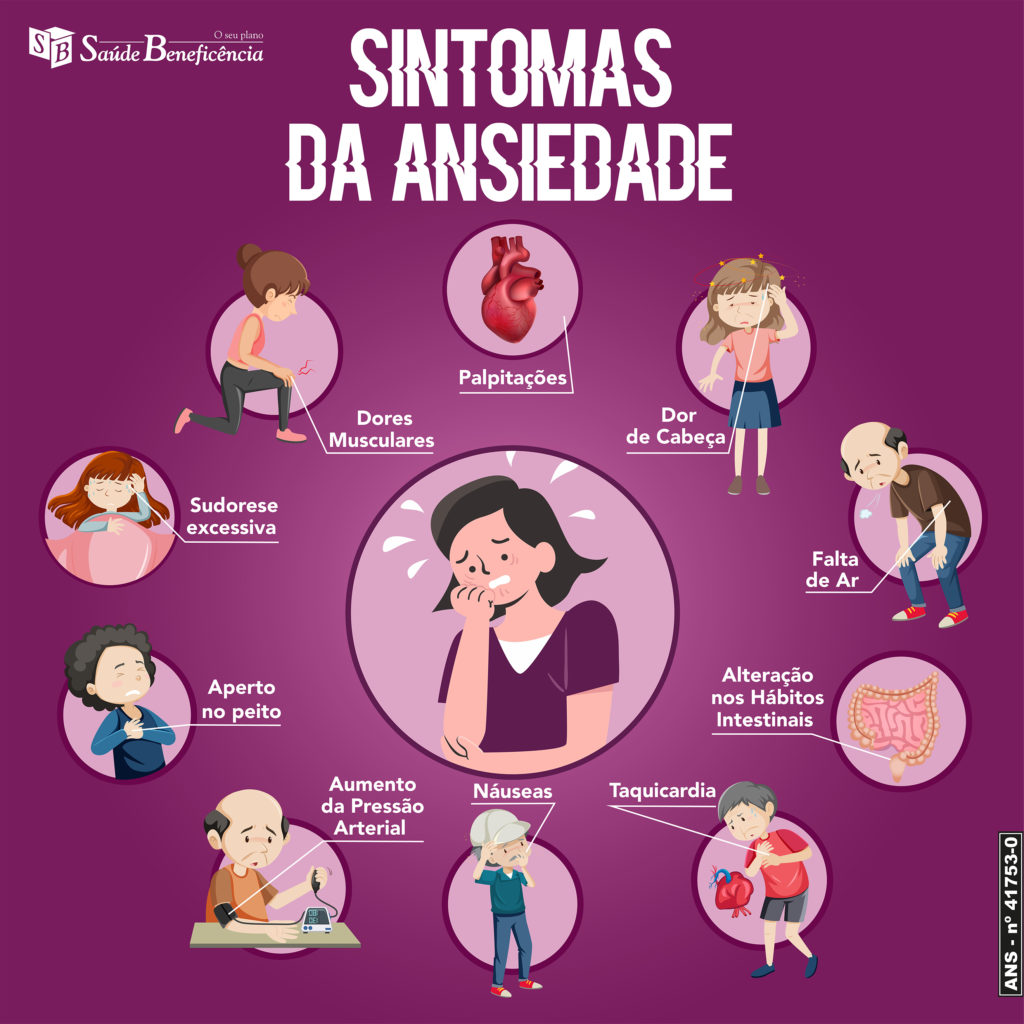 O seu plano
SB Saúde Beneficência
SINTOMAS
DA ANSIEDADE
Palpitações
Dores
Musculares
Dor
de Cabeça
Sudorese
excessiva
Falta
de Ar
Aperto
no peito
Alteração
nos Hábitos
Intestinais
Aumento
da Pressão
Arterial
Náuseas
Taquicardia
ANS - nº 41753-0